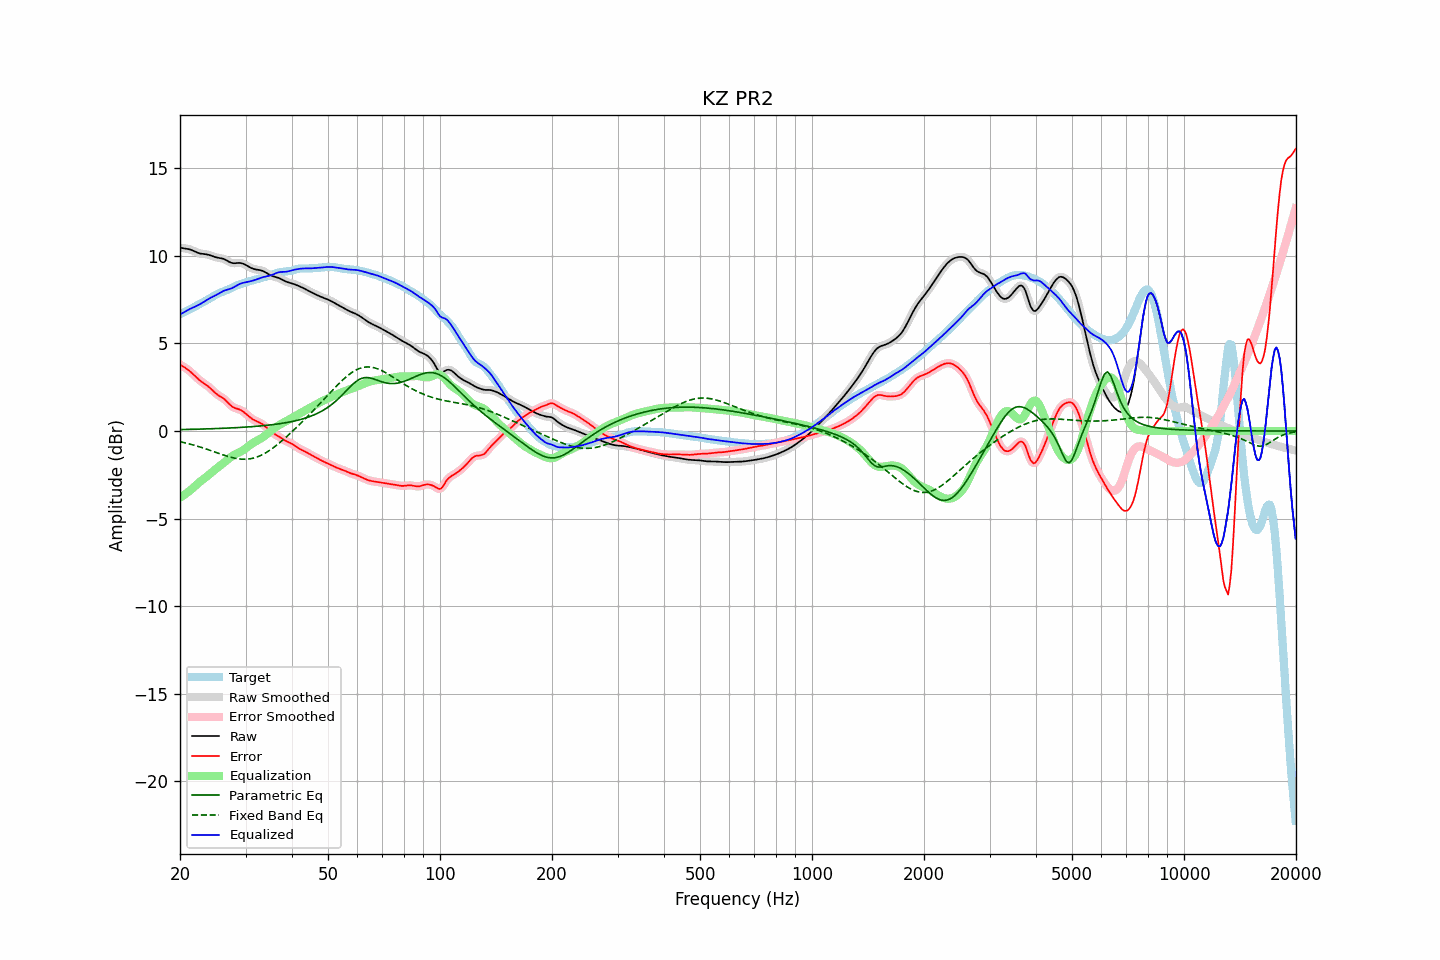 KZ PR2
Amplitude (dBr)
15
10
5
0
−5
−10
−15
−20
Target
Raw Smoothed
Error Smoothed
Raw
Error
Equalization
Parametric Eq
Fixed Band Eq
Equalized
20 50 100 200 500 1000 2000 5000 10000 20000
Frequency (Hz)